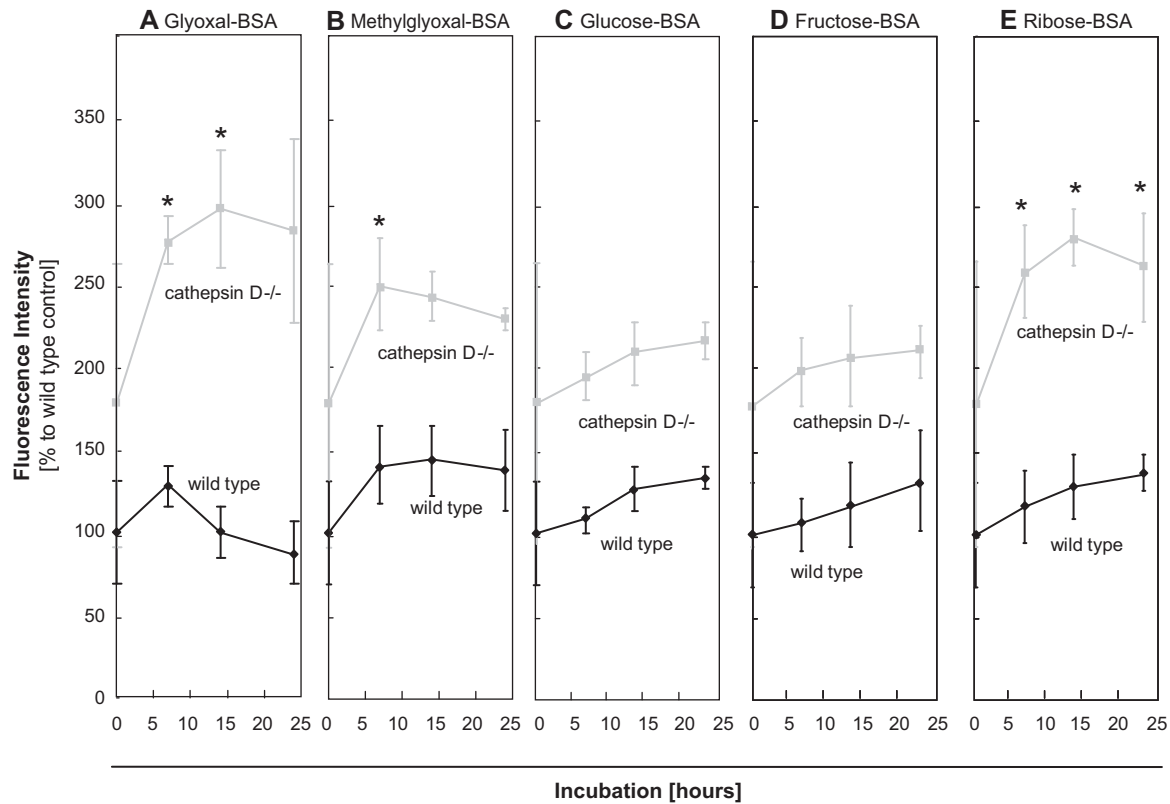 A Glyoxal-BSA
B Methylglyoxal-BSA
C Glucose-BSA
D Fructose-BSA
E Ribose-BSA
Fluorescence Intensity
[% to wild type control]
350
300
250
200
150
100
50
0
*
*
cathepsin D-/-
wild type
*
cathepsin D-/-
wild type
cathepsin D-/-
wild type
cathepsin D-/-
wild type
*
*
*
cathepsin D-/-
wild type
0 5 10 15 20
0 5 10 15 20 25
0 5 10 15 20 25
0 5 10 15 20 25
0 5 10 15 20 25
Incubation [hours]